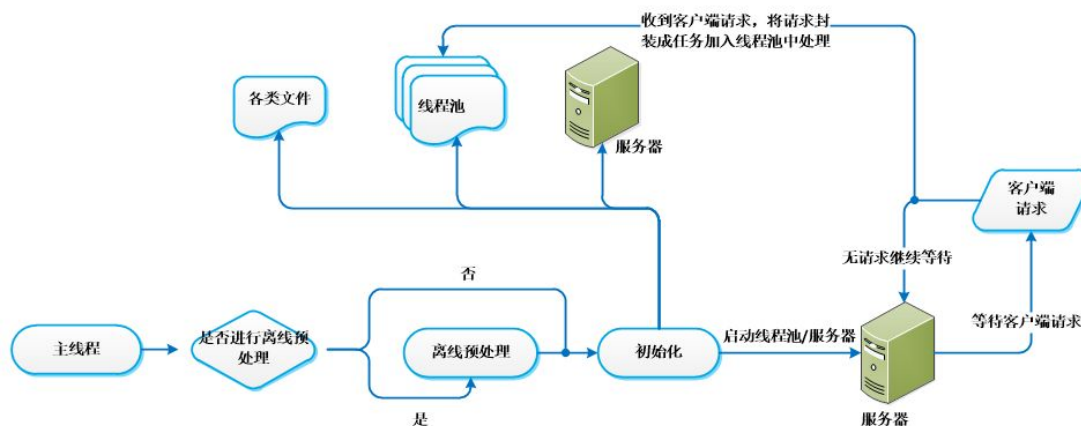 收到客户端请求，将请求封
装成任务加入线程池中处理
各类文件
线程池
服务器
客户端
请求
无请求继续等待
否
主线程
是否进行离线预
处理
离线预处理
初始化
启动线程池/服务器
等待客户端请求
是
服务器